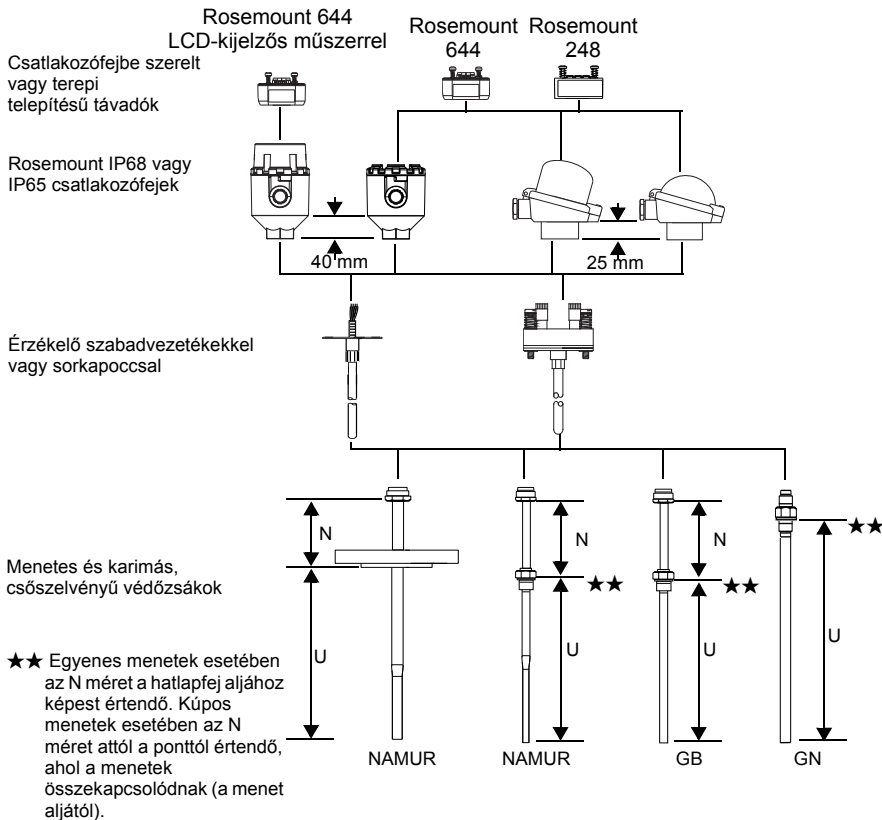 Rosemount 644
LCD-kijelzős műszerrel
Rosemount
644
Rosemount
248
Csatlakozófejbe szerelt
vagy terepi
telepítésű távadók
Rosemount IP68 vagy
IP65 csatlakozófejek
40 mm
25 mm
Érzékelő szabadvezetékekkel
vagy sorkapoccsal
N
N
N
★★
★★
★★
Menetes és karimás,
csőszelvényű védőzsákok
U
U
U
U
★★ Egyenes menetek esetében
az N méret a hatlapfej aljához
képest értendő. Kúpos
menetek esetében az N
méret attól a ponttól értendő,
ahol a menetek
összekapcsolódnak (a menet
aljától).
NAMUR
NAMUR
GB
GN